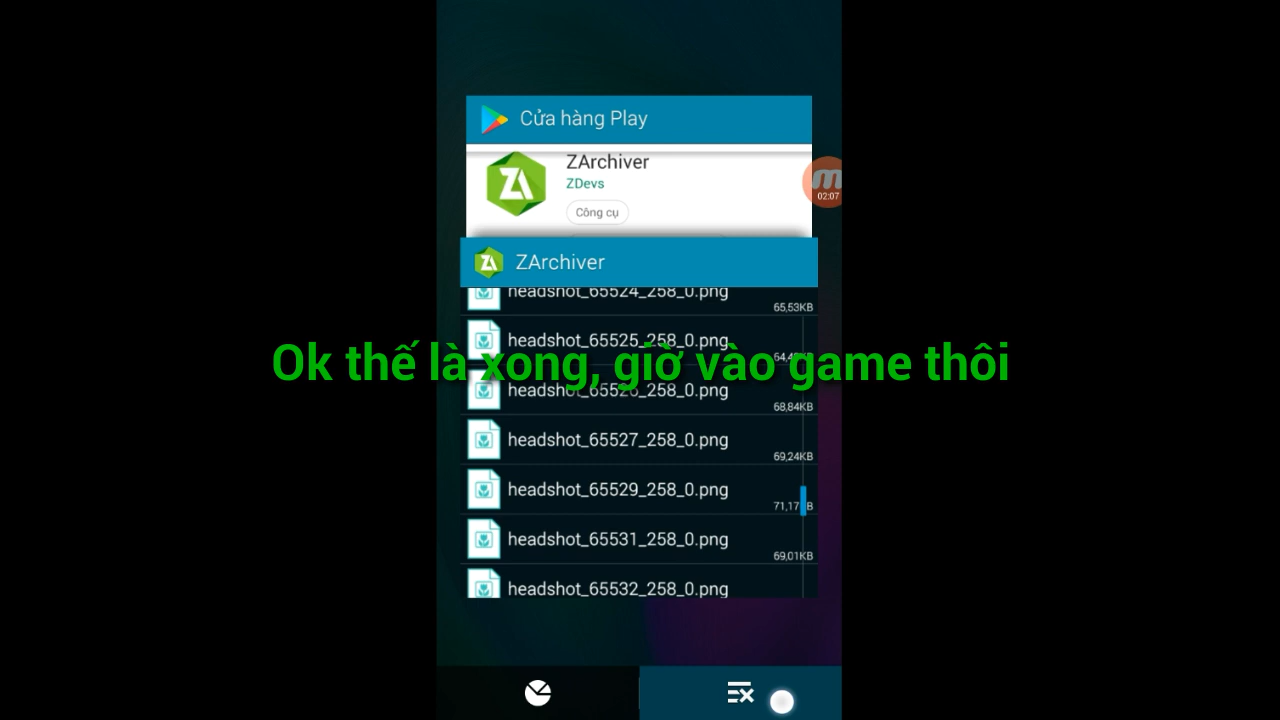 Cửa hàng Play
ZArchiver
ZDevs
Công cụ
02:07
ZArchiver
headshot_65524_258_0.png
65,53KB
headshot_65525_258_0.png
Ok thế là xong, giờ vào game thôi
headshot_65526_258_0.png
68,84KB
headshot_65527_258_0.png
69,24KB
headshot_65529_258_0.png
headshot_65531_258_0.png
69,01KB
headshot_65532_258_0.png